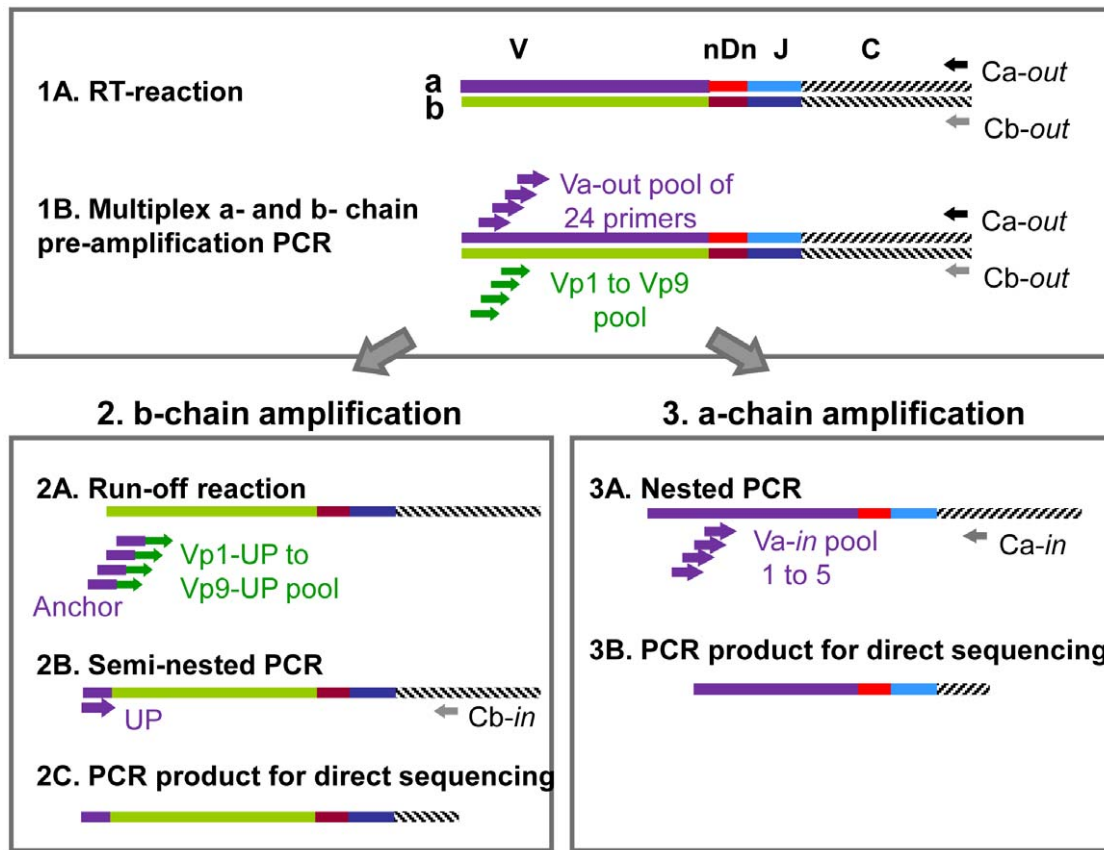 V nDn J C
1A. RT-reaction
a
b
Ca-out
Cb-out
1B. Multiplex a- and b- chain
pre-amplification PCR
Va-out pool of
24 primers
Ca-out
Cb-out
Vp1 to Vp9
pool
2. b-chain amplification
2A. Run-off reaction
Vp1-UP to
Vp9-UP pool
Anchor
2B. Semi-nested PCR
UP
Cb-in
2C. PCR product for direct sequencing
3. a-chain amplification
3A. Nested PCR
Va-in pool
1 to 5
Ca-in
3B. PCR product for direct sequencing